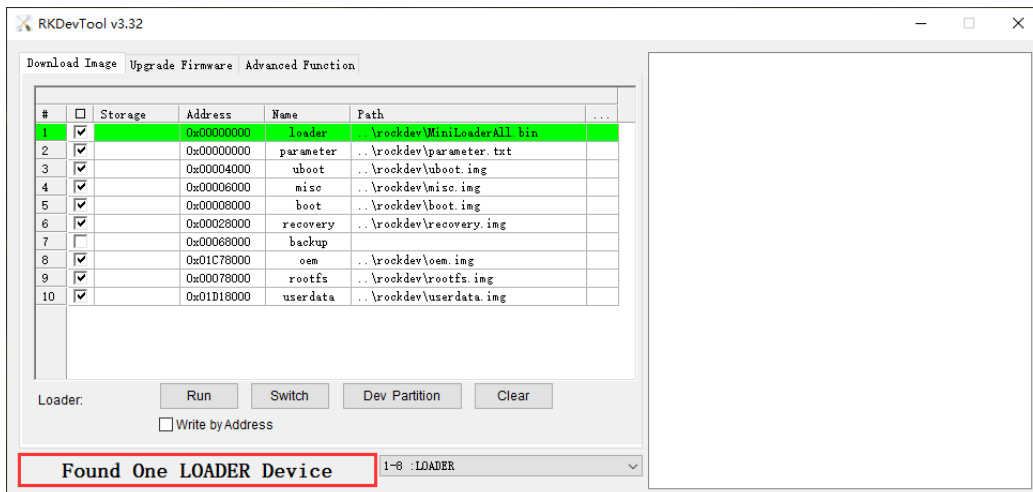 RKDevTool v3.32
Download Image Upgrade Firmware Advanced Function
# Storage Address Name Path ...
1 0x00000000 loader ..\rockdev\MiniLoaderAll.bin
2 0x00000000 parameter ..\rockdev\parameter.txt
3 0x00004000 uboot ..\rockdev\uboot.img
4 0x00006000 misc ..\rockdev\misc.img
5 0x00008000 boot ..\rockdev\boot.img
6 0x00028000 recovery ..\rockdev\recovery.img
7 0x00068000 backup
8 0x01C78000 oem ..\rockdev\oem.img
9 0x00078000 rootfs ..\rockdev\rootfs.img
10 0x01D18000 userdata ..\rockdev\userdata.img
Loader: Run Switch Dev Partition Clear
Write by Address
Found One LOADER Device 1-8 :LOADER